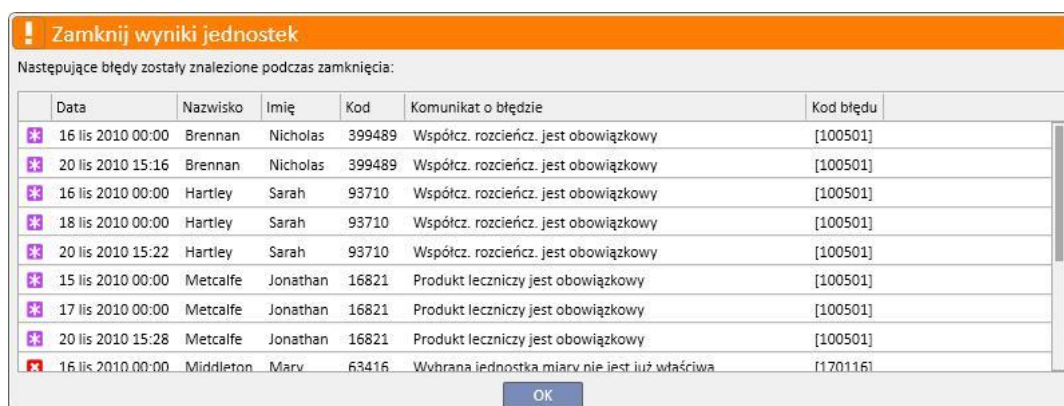 Zamknij wyniki jednostek
Następujące błędy zostały znalezione podczas zamknięcia:
Data Nazwisko Imię Kod Komunikat o błędzie Kod błędu
16 lis 2010 00:00 Brennan Nicholas 399489 Współcz. rozcieńcz. jest obowiązkowy [100501]
20 lis 2010 15:16 Brennan Nicholas 399489 Współcz. rozcieńcz. jest obowiązkowy [100501]
16 lis 2010 00:00 Hartley Sarah 93710 Współcz. rozcieńcz. jest obowiązkowy [100501]
18 lis 2010 00:00 Hartley Sarah 93710 Współcz. rozcieńcz. jest obowiązkowy [100501]
20 lis 2010 15:22 Hartley Sarah 93710 Współcz. rozcieńcz. jest obowiązkowy [100501]
15 lis 2010 00:00 Metcalfe Jonathan 16821 Produkt leczniczy jest obowiązkowy [100501]
17 lis 2010 00:00 Metcalfe Jonathan 16821 Produkt leczniczy jest obowiązkowy [100501]
20 lis 2010 15:28 Metcalfe Jonathan 16821 Produkt leczniczy jest obowiązkowy [100501]
16 lis 2010 00:00 Middleton Mary 63416 Wybrana jednostka miary nie jest już właściwa [170116]
OK